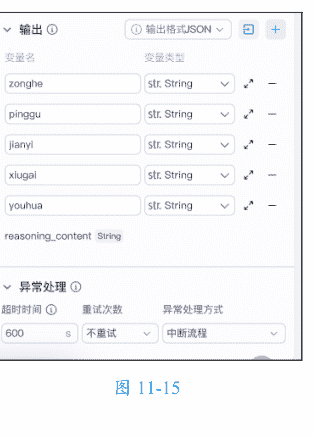 输出 输出格式JSON
变量名 变量类型
zonghe str. String
pinggu str. String
jianyi str. String
xiugai str. String
youhua str. String
reasoning_content String
异常处理
超时时间 重试次数 异常处理方式
600 s 不重试 中断流程
图 11-15